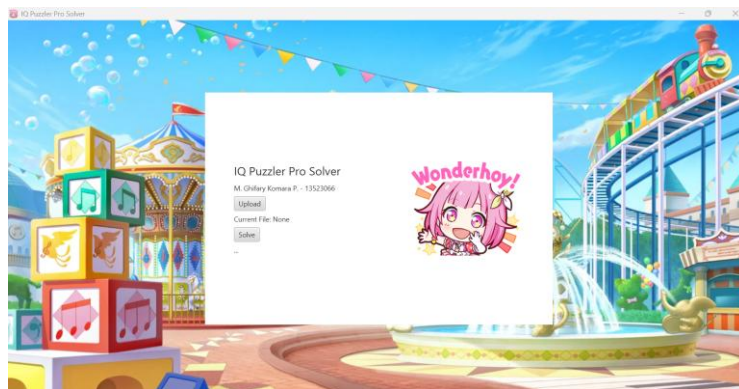 IQ Puzzler Pro Solver
Wonderhoy!
IQ Puzzler Pro Solver
M. Ghifary Komara P. - 13523066
Upload
Current File: None
Solve
..